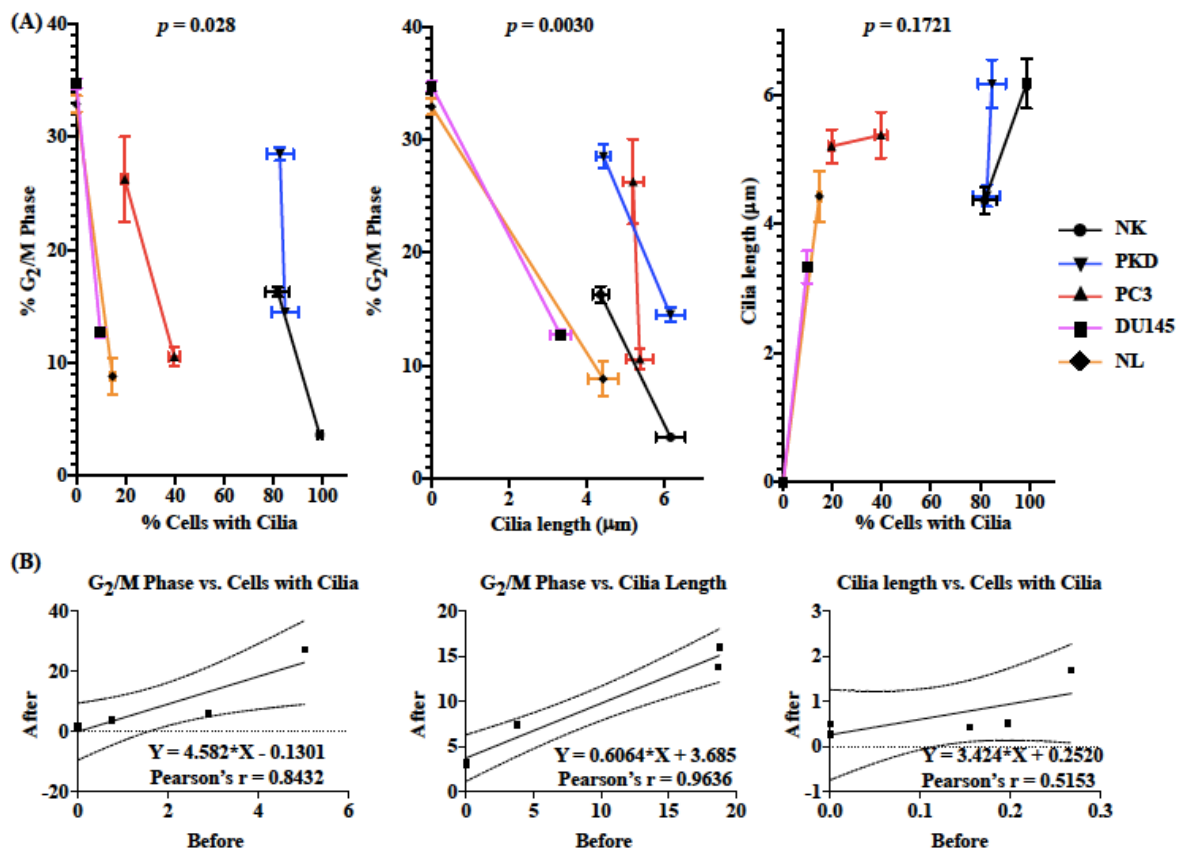 (A)
p = 0.028
p = 0.0030
p = 0.1721
40
30
20
10
0
% G2/M Phase
0 20 40 60 80 100
% Cells with Cilia
40
30
20
10
0
% G2/M Phase
0 2 4 6
Cilia length (μm)
6
4
2
0
Cilia length (μm)
0 20 40 60 80 100
% Cells with Cilia
NK
PKD
PC3
DU145
NL
(B)
G2/M Phase vs. Cells with Cilia
40
20
0
-20
After
Y = 4.582*X - 0.1301
Pearson's r = 0.8432
0 2 4 6
Before
G2/M Phase vs. Cilia Length
20
15
10
5
0
After
Y = 0.6064*X + 3.685
Pearson's r = 0.9636
0 5 10 15 20
Before
Cilia length vs. Cells with Cilia
3
2
1
0
-1
After
Y = 3.424*X + 0.2520
Pearson's r = 0.5153
0.0 0.1 0.2 0.3
Before